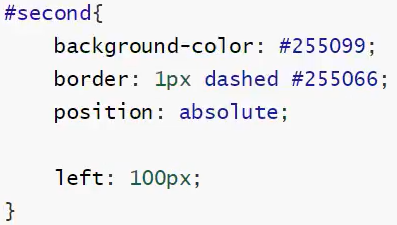 #second{
    background-color: #255099;
    border: 1px dashed #255066;
    position: absolute;

    left: 100px;
}